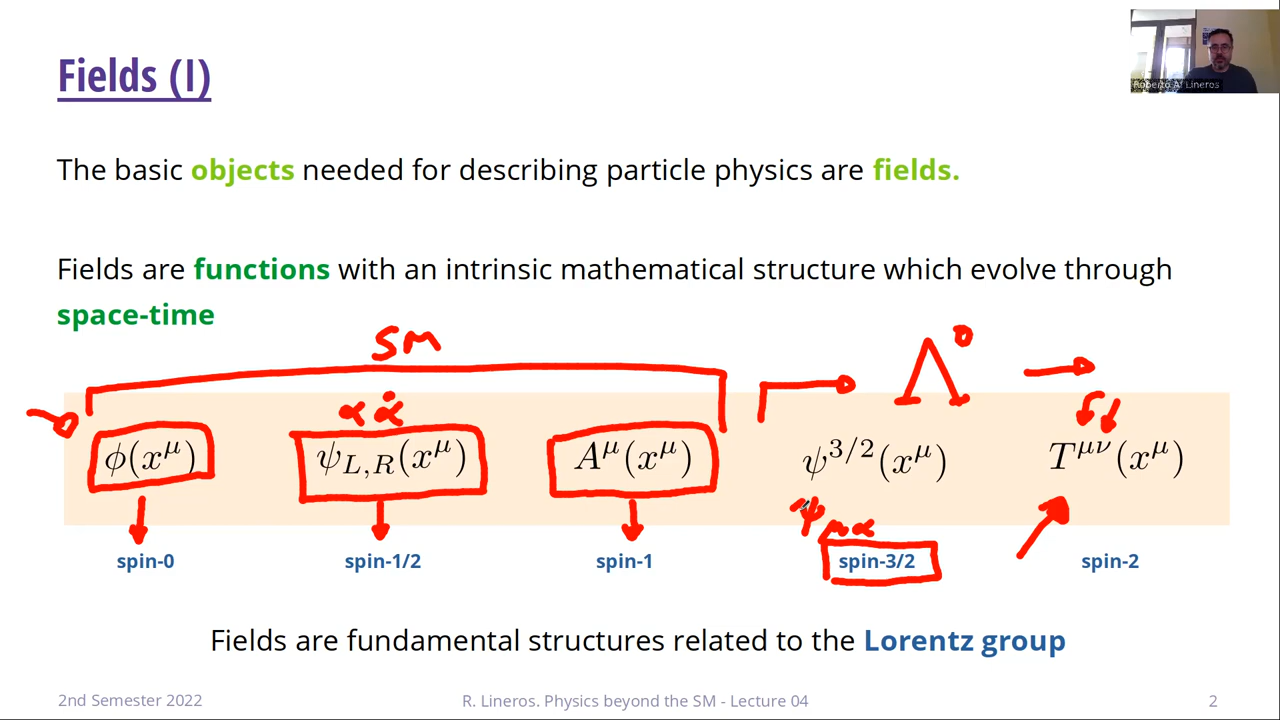 Fields (I)
Roberto A. Lineros
The basic objects needed for describing particle physics are fields.
Fields are functions with an intrinsic mathematical structure which evolve through
space-time
SM
Λ⁰
α α̇
ϕ(x^μ) ψ_{L,R}(x^μ) A^μ(x^μ) ψ^{3/2}(x^μ) T^{μν}(x^μ)
ψ_{μα}
spin-0 spin-1/2 spin-1 spin-3/2 spin-2
Fields are fundamental structures related to the Lorentz group
2nd Semester 2022 R. Lineros. Physics beyond the SM - Lecture 04 2